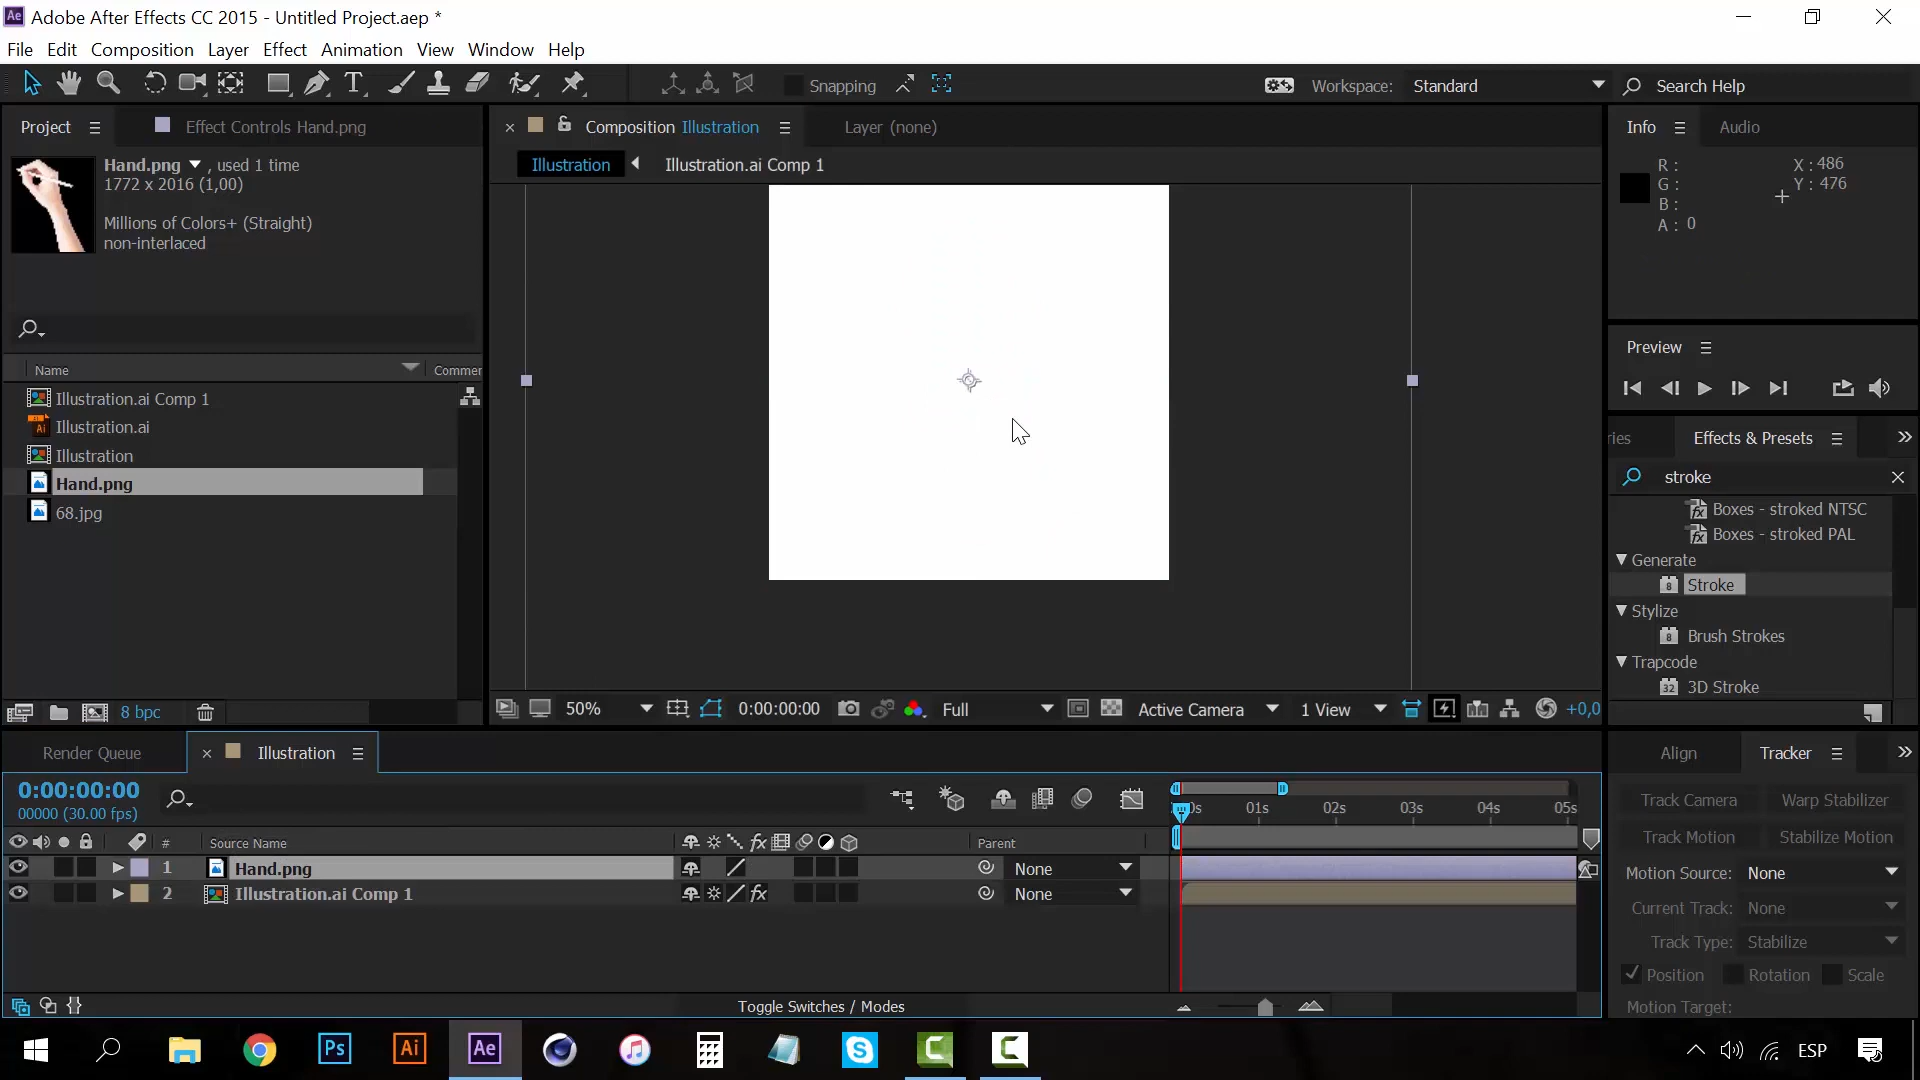 Adobe After Effects CC 2015 - Untitled Project.aep *
File Edit Composition Layer Effect Animation View Window Help
Snapping
Workspace: Standard
Search Help
Project
Effect Controls Hand.png
Composition Illustration
Layer (none)
Info
Audio
Hand.png , used 1 time
1772 x 2016 (1,00)
Millions of Colors+ (Straight)
non-interlaced
Illustration
Illustration.ai Comp 1
R :
G :
B :
A : 0
X : 486
Y : 476
Preview
Name
Commer
Illustration.ai Comp 1
Illustration.ai
Illustration
Hand.png
68.jpg
8 bpc
50%
0:00:00:00
Full
Active Camera
1 View
+0,0
ries
Effects & Presets
stroke
Boxes - stroked NTSC
Boxes - stroked PAL
Generate
Stroke
Stylize
Brush Strokes
Trapcode
3D Stroke
Render Queue
Illustration
0:00:00:00
00000 (30.00 fps)
0s 01s 02s 03s 04s 05s
# Source Name
Parent
1 Hand.png
None
2 Illustration.ai Comp 1
None
Toggle Switches / Modes
Align
Tracker
Track Camera
Warp Stabilizer
Track Motion
Stabilize Motion
Motion Source: None
Current Track: None
Track Type: Stabilize
Position Rotation Scale
Motion Target:
Ps Ai Ae
ESP